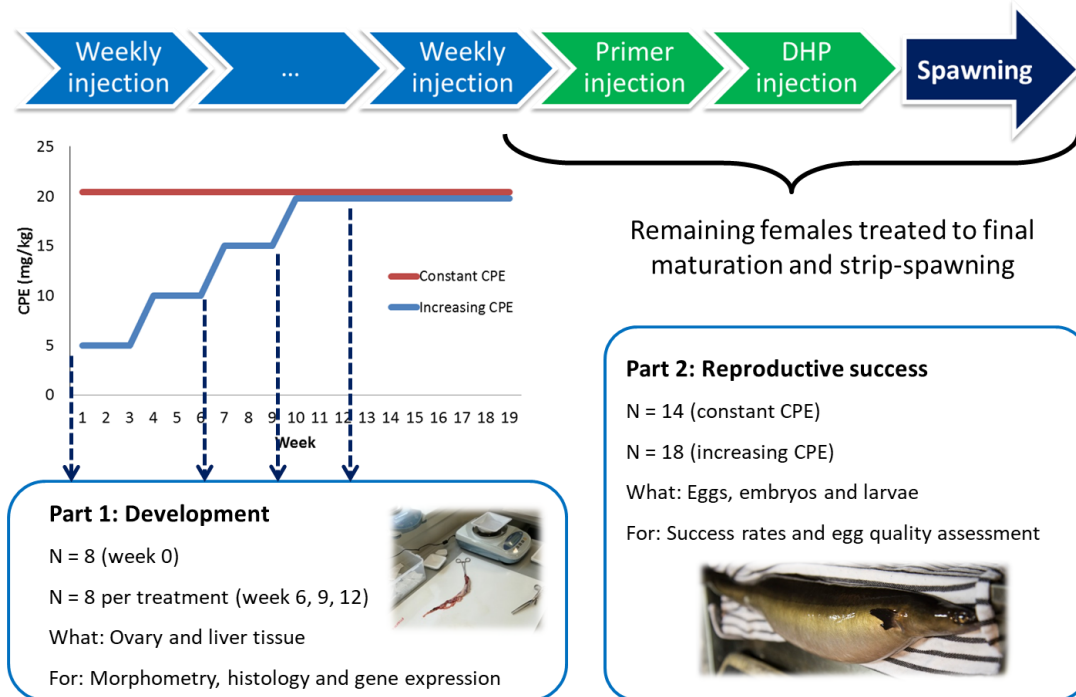 Weekly
injection
...
Weekly
injection
Primer
injection
DHP
injection
Spawning
25
20
15
10
5
0
CPE (mg/kg)
Constant CPE
Increasing CPE
1 2 3 4 5 6 7 8 9 10 11 12 13 14 15 16 17 18 19
Week
Remaining females treated to final
maturation and strip-spawning
Part 1: Development
N = 8 (week 0)
N = 8 per treatment (week 6, 9, 12)
What: Ovary and liver tissue
For: Morphometry, histology and gene expression
Part 2: Reproductive success
N = 14 (constant CPE)
N = 18 (increasing CPE)
What: Eggs, embryos and larvae
For: Success rates and egg quality assessment